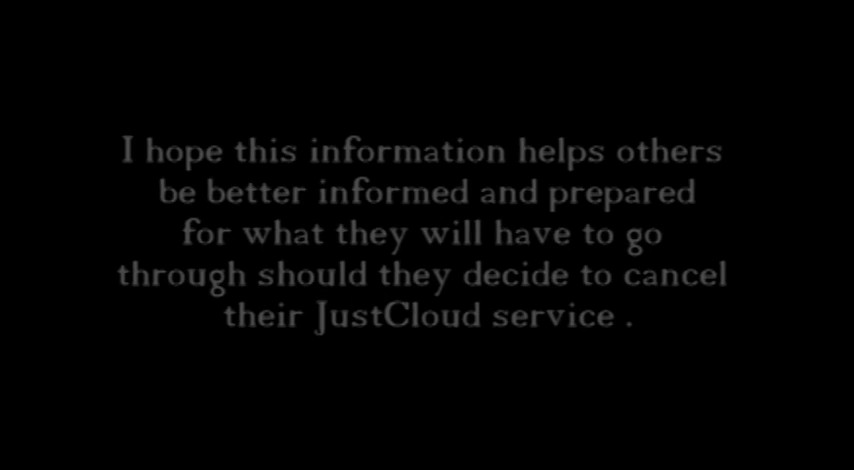 I hope this information helps others
be better informed and prepared
for what they will have to go
through should they decide to cancel
their JustCloud service .